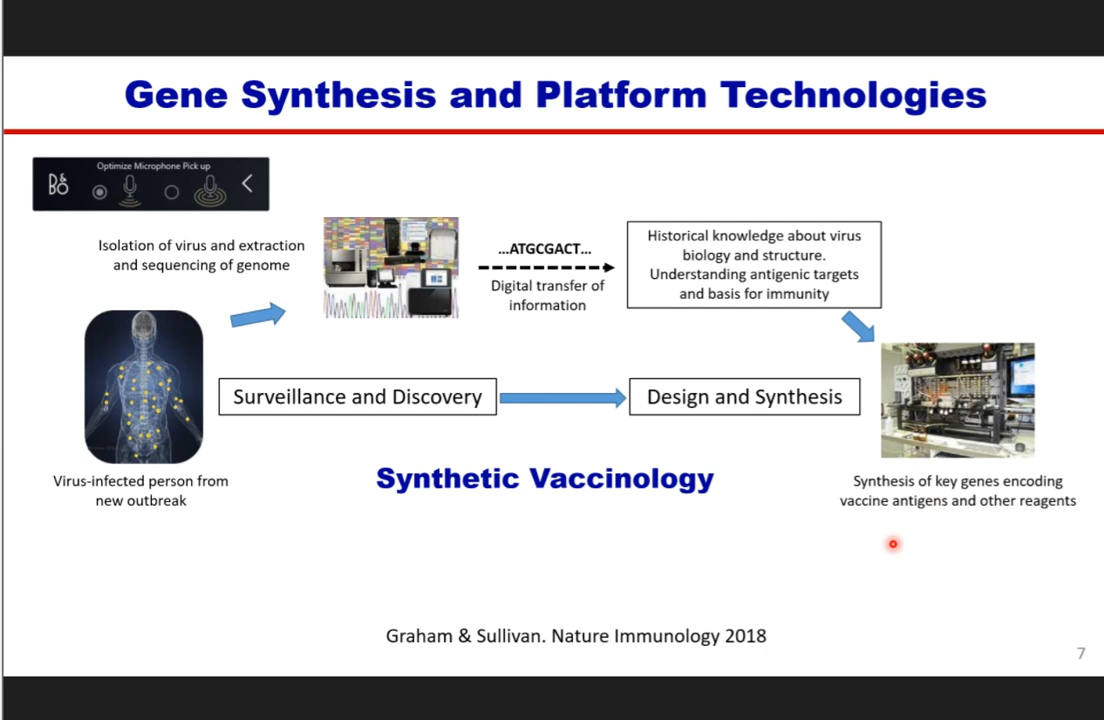 Gene Synthesis and Platform Technologies
B&O
Optimize Microphone Pick up
Isolation of virus and extraction
and sequencing of genome
...ATGCGACT...
Digital transfer of
information
Historical knowledge about virus
biology and structure.
Understanding antigenic targets
and basis for immunity
Surveillance and Discovery
Design and Synthesis
Virus-infected person from
new outbreak
Synthetic Vaccinology
Synthesis of key genes encoding
vaccine antigens and other reagents
Graham & Sullivan. Nature Immunology 2018
7